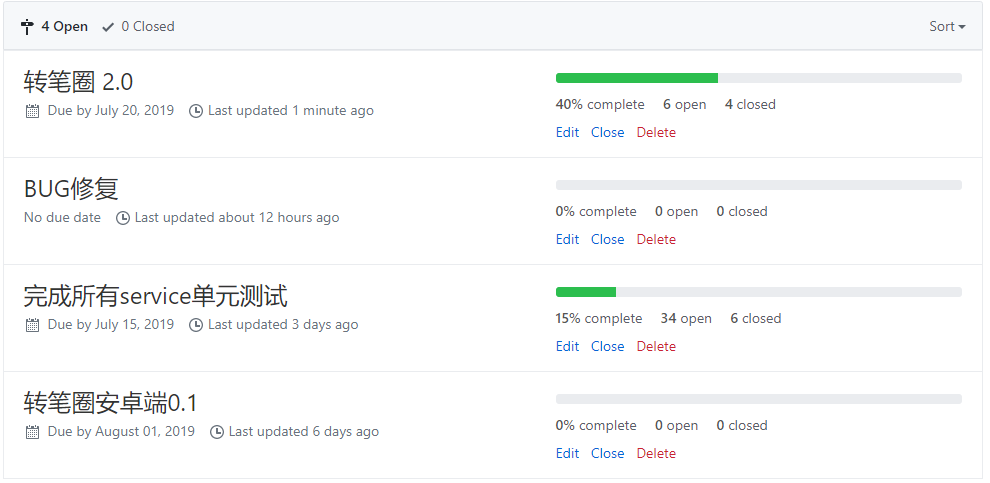 4 Open 0 Closed Sort
转笔圈 2.0
Due by July 20, 2019 Last updated 1 minute ago
40% complete 6 open 4 closed
Edit Close Delete
BUG修复
No due date Last updated about 12 hours ago
0% complete 0 open 0 closed
Edit Close Delete
完成所有service单元测试
Due by July 15, 2019 Last updated 3 days ago
15% complete 34 open 6 closed
Edit Close Delete
转笔圈安卓端0.1
Due by August 01, 2019 Last updated 6 days ago
0% complete 0 open 0 closed
Edit Close Delete